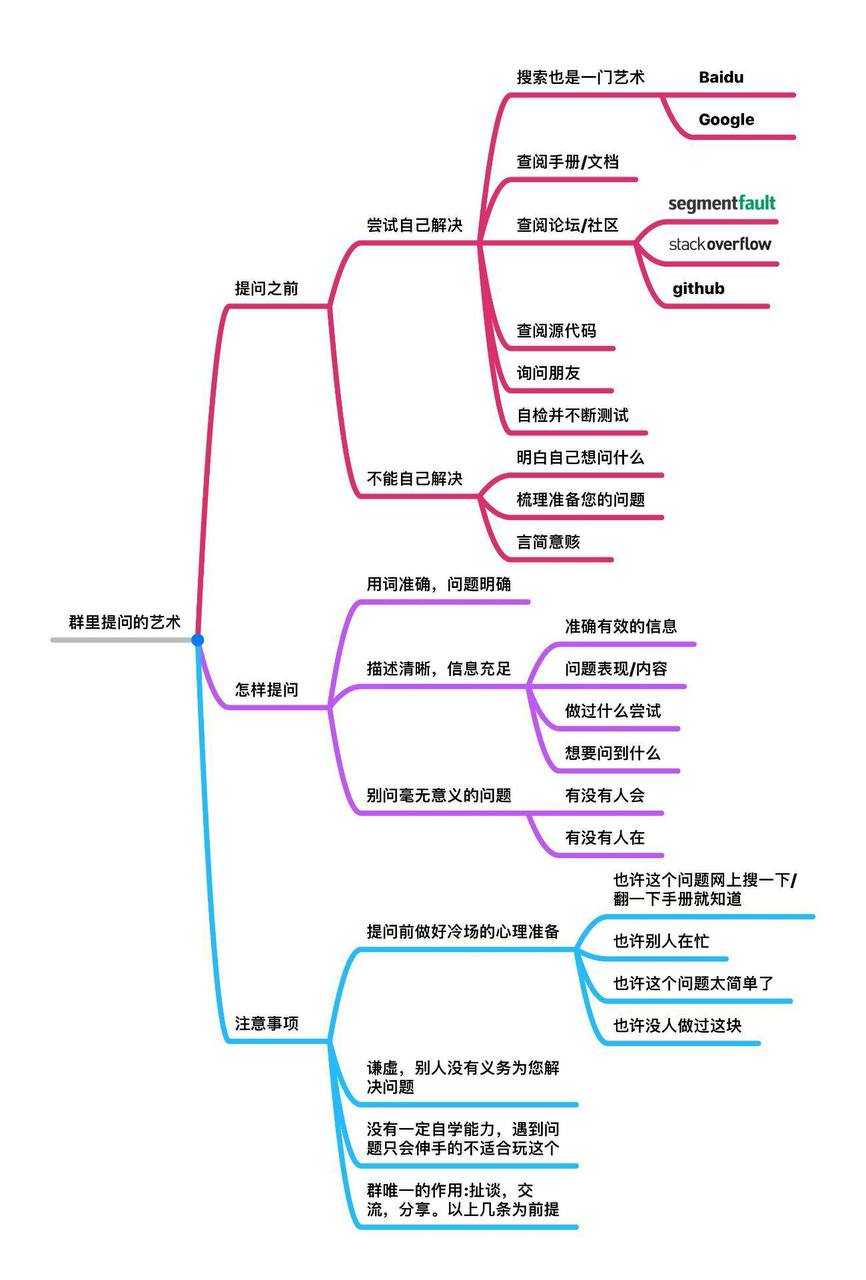 群里提问的艺术
提问之前
尝试自己解决
搜索也是一门艺术
Baidu
Google
查阅手册/文档
查阅论坛/社区
segmentfault
stackoverflow
github
查阅源代码
询问朋友
自检并不断测试
不能自己解决
明白自己想问什么
梳理准备您的问题
言简意赅
怎样提问
用词准确，问题明确
描述清晰，信息充足
准确有效的信息
问题表现/内容
做过什么尝试
想要问到什么
别问毫无意义的问题
有没有人会
有没有人在
注意事项
提问前做好冷场的心理准备
也许这个问题网上搜一下/
翻一下手册就知道
也许别人在忙
也许这个问题太简单了
也许没人做过这块
谦虚，别人没有义务为您解
决问题
没有一定自学能力，遇到问
题只会伸手的不适合玩这个
群唯一的作用:扯谈，交
流，分享。以上几条为前提